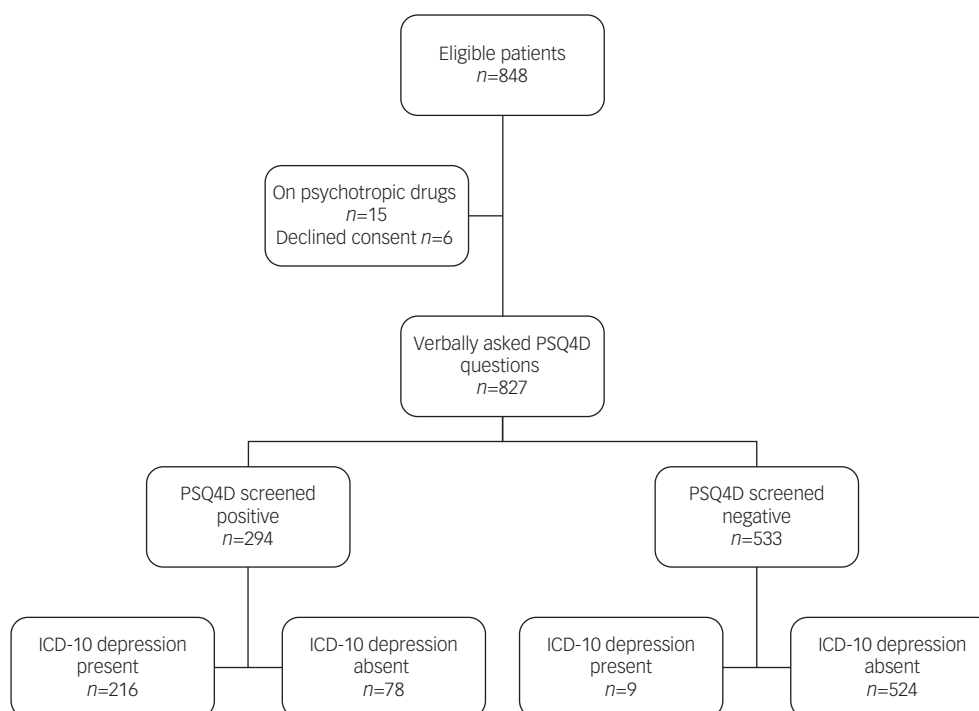 Eligible patients
n=848
On psychotropic drugs
n=15
Declined consent n=6
Verbally asked PSQ4D
questions
n=827
PSQ4D screened
positive
n=294
PSQ4D screened
negative
n=533
ICD-10 depression
present
n=216
ICD-10 depression
absent
n=78
ICD-10 depression
present
n=9
ICD-10 depression
absent
n=524